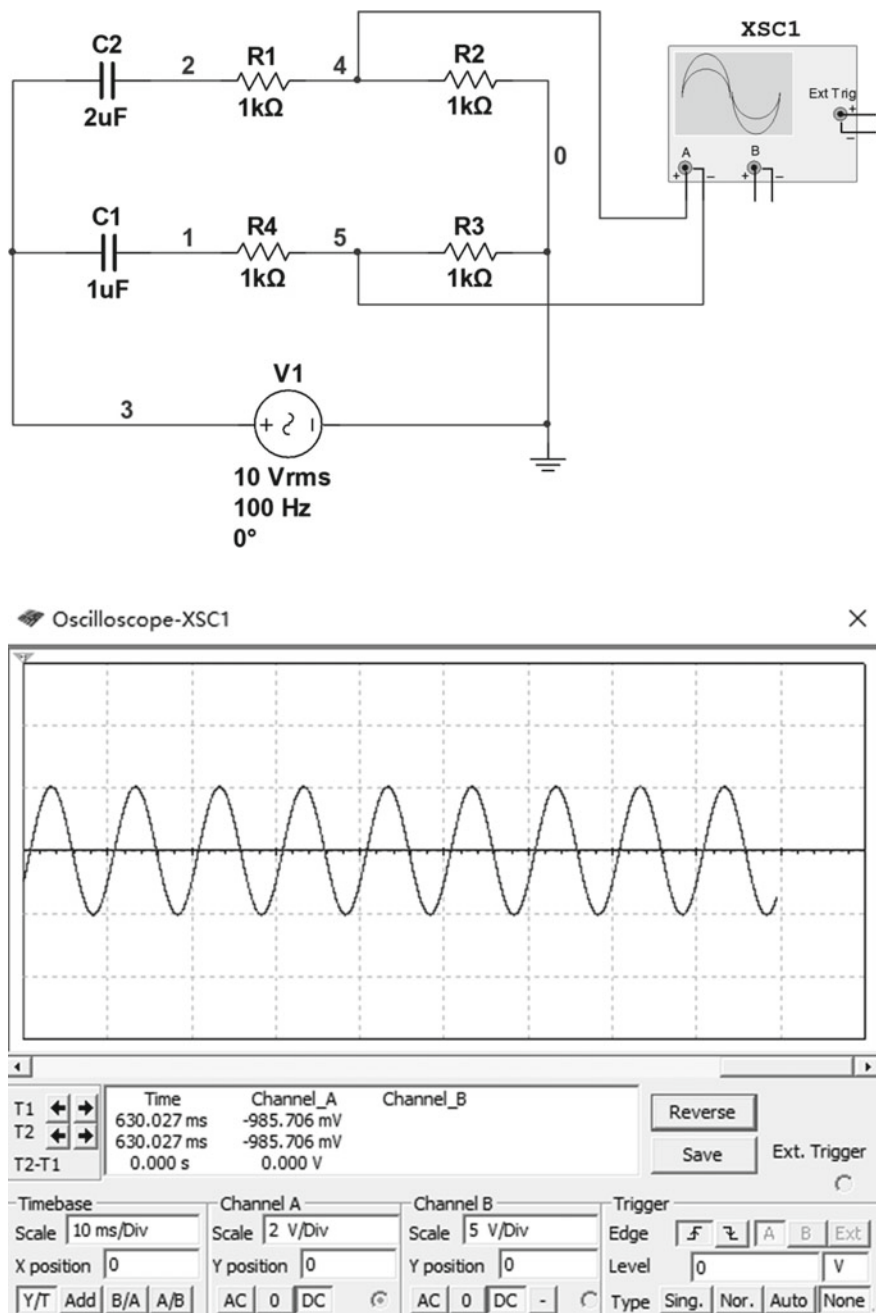 XSC1
C2 2 R1 4 R2
2uF 1kΩ 1kΩ
Ext Trig
+
−
A B
+ − + −
0
C1 1 R4 5 R3
1uF 1kΩ 1kΩ
V1
3
+
10 Vrms
100 Hz
0°
Oscilloscope-XSC1 ×
Time Channel_A Channel_B
T1 630.027 ms -985.706 mV
T2 630.027 ms -985.706 mV
T2-T1 0.000 s 0.000 V
Reverse
Save
Ext. Trigger
Timebase
Scale 10 ms/Div
X position 0
Y/T Add B/A A/B
Channel A
Scale 2 V/Div
Y position 0
AC 0 DC
Channel B
Scale 5 V/Div
Y position 0
AC 0 DC -
Trigger
Edge A B Ext
Level 0 V
Type Sing. Nor. Auto None